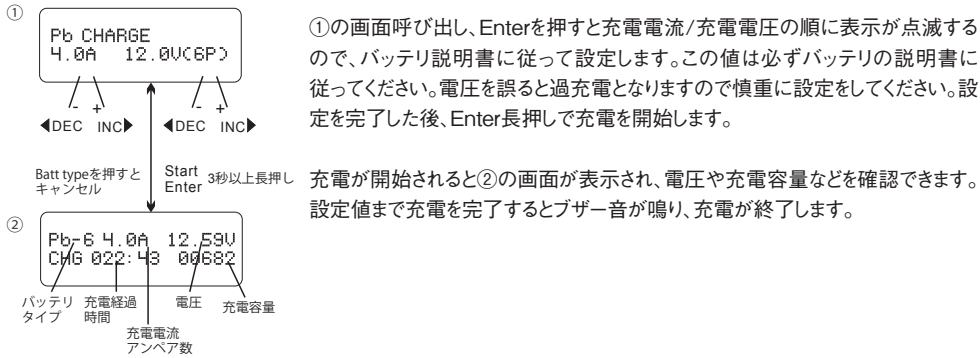 ①
Pb CHARGE
4.0A 12.0V(6P)
- + - +
◀DEC INC▶ ◀DEC INC▶
Batt typeを押すと
キャンセル
Start
Enter
3秒以上長押し
②
Pb-6 4.0A 12.59V
CHG 022:43 00682
バッテリ
タイプ
充電経過
時間
充電電流
アンペア数
電圧
充電容量
①の画面呼び出し、Enterを押すと充電電流/充電電圧の順に表示が点滅する
ので、バッテリ説明書に従って設定します。この値は必ずバッテリの説明書に
従ってください。電圧を誤ると過充電となりますので慎重に設定をしてください。設
定を完了した後、Enter長押しで充電を開始します。
充電が開始されると②の画面が表示され、電圧や充電容量などを確認できます。
設定値まで充電を完了するとブザー音が鳴り、充電が終了します。